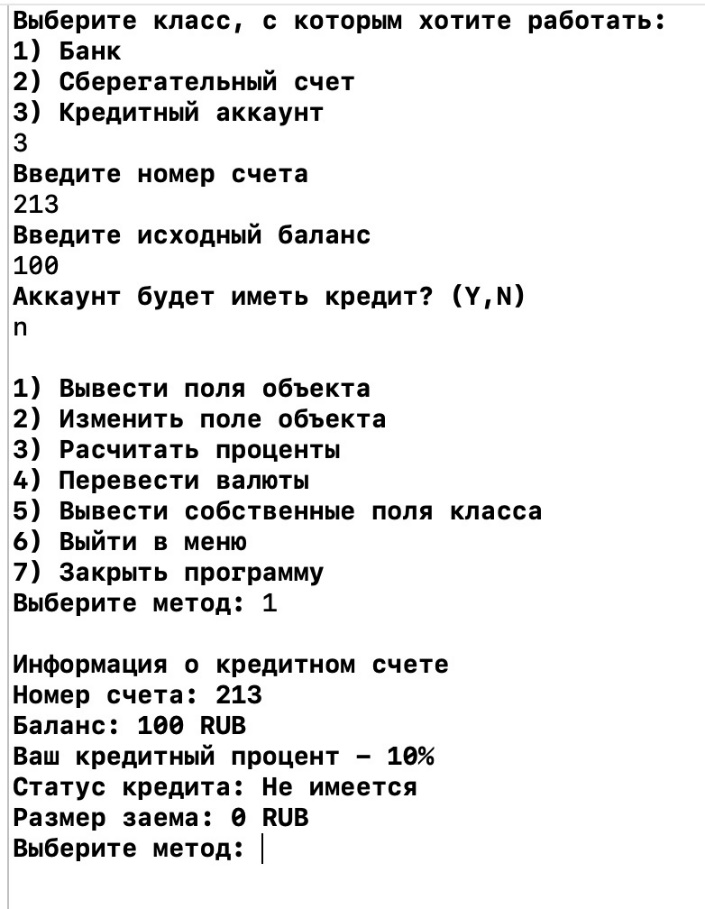 Выберите класс, с которым хотите работать:
1) Банк
2) Сберегательный счет
3) Кредитный аккаунт
3
Введите номер счета
213
Введите исходный баланс
100
Аккаунт будет иметь кредит? (Y,N)
n
1) Вывести поля объекта
2) Изменить поле объекта
3) Расчитать проценты
4) Перевести валюты
5) Вывести собственные поля класса
6) Выйти в меню
7) Закрыть программу
Выберите метод: 1
Информация о кредитном счете
Номер счета: 213
Баланс: 100 RUB
Ваш кредитный процент – 10%
Статус кредита: Не имеется
Размер заема: 0 RUB
Выберите метод: